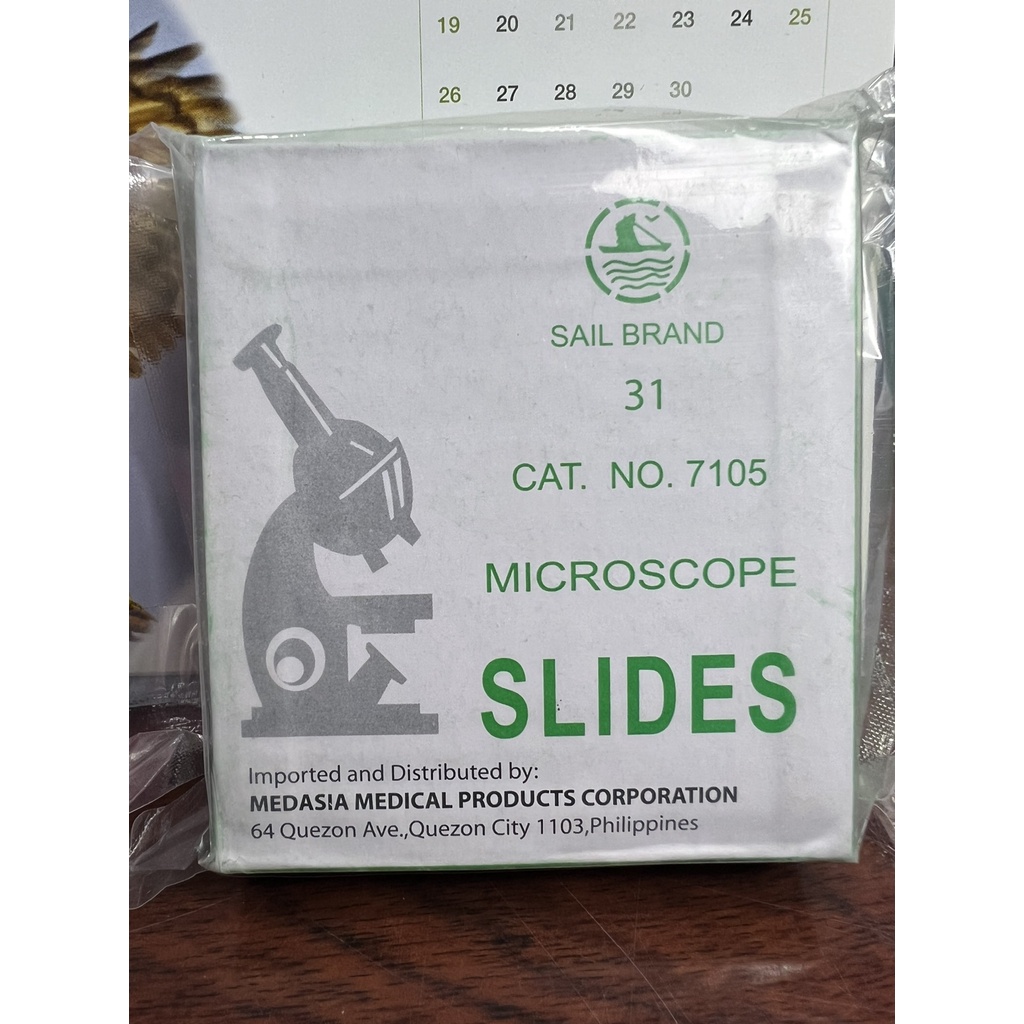 19 20 21 22 23 24 25
26 27 28 29 30
SAIL BRAND
31
CAT. NO. 7105
MICROSCOPE
SLIDES
Imported and Distributed by:
MEDASIA MEDICAL PRODUCTS CORPORATION
64 Quezon Ave.,Quezon City 1103,Philippines